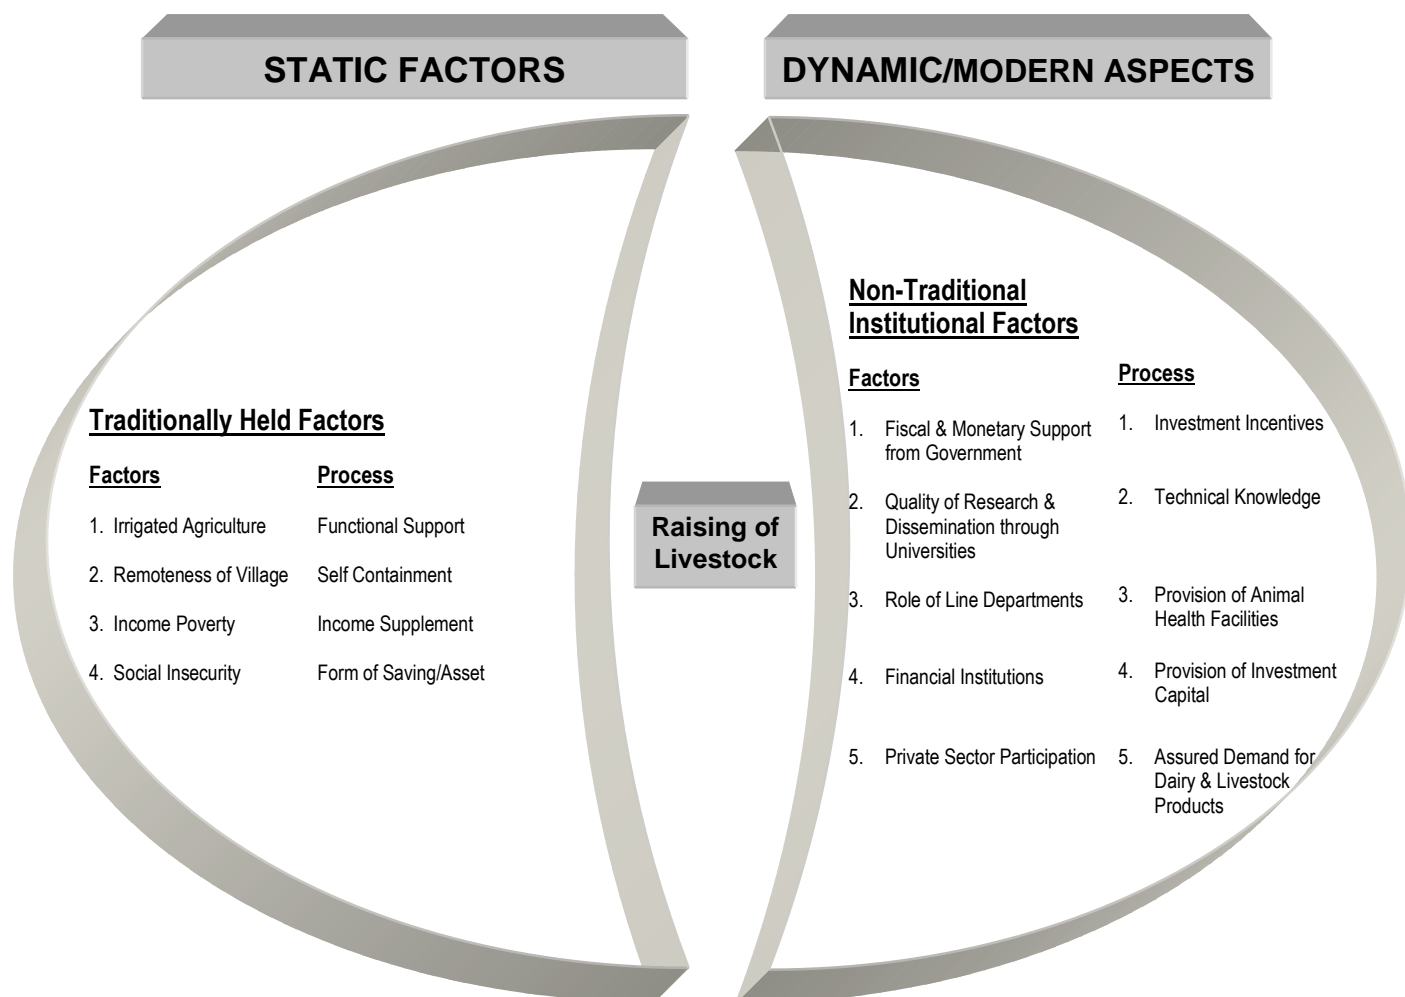 STATIC FACTORS
DYNAMIC/MODERN ASPECTS
Traditionally Held Factors
Factors Process
1. Irrigated Agriculture Functional Support
2. Remoteness of Village Self Containment
3. Income Poverty Income Supplement
4. Social Insecurity Form of Saving/Asset
Raising of
Livestock
Non-Traditional
Institutional Factors
Factors
1. Fiscal & Monetary Support
from Government
2. Quality of Research &
Dissemination through
Universities
3. Role of Line Departments
4. Financial Institutions
5. Private Sector Participation
Process
1. Investment Incentives
2. Technical Knowledge
3. Provision of Animal
Health Facilities
4. Provision of Investment
Capital
5. Assured Demand for
Dairy & Livestock
Products